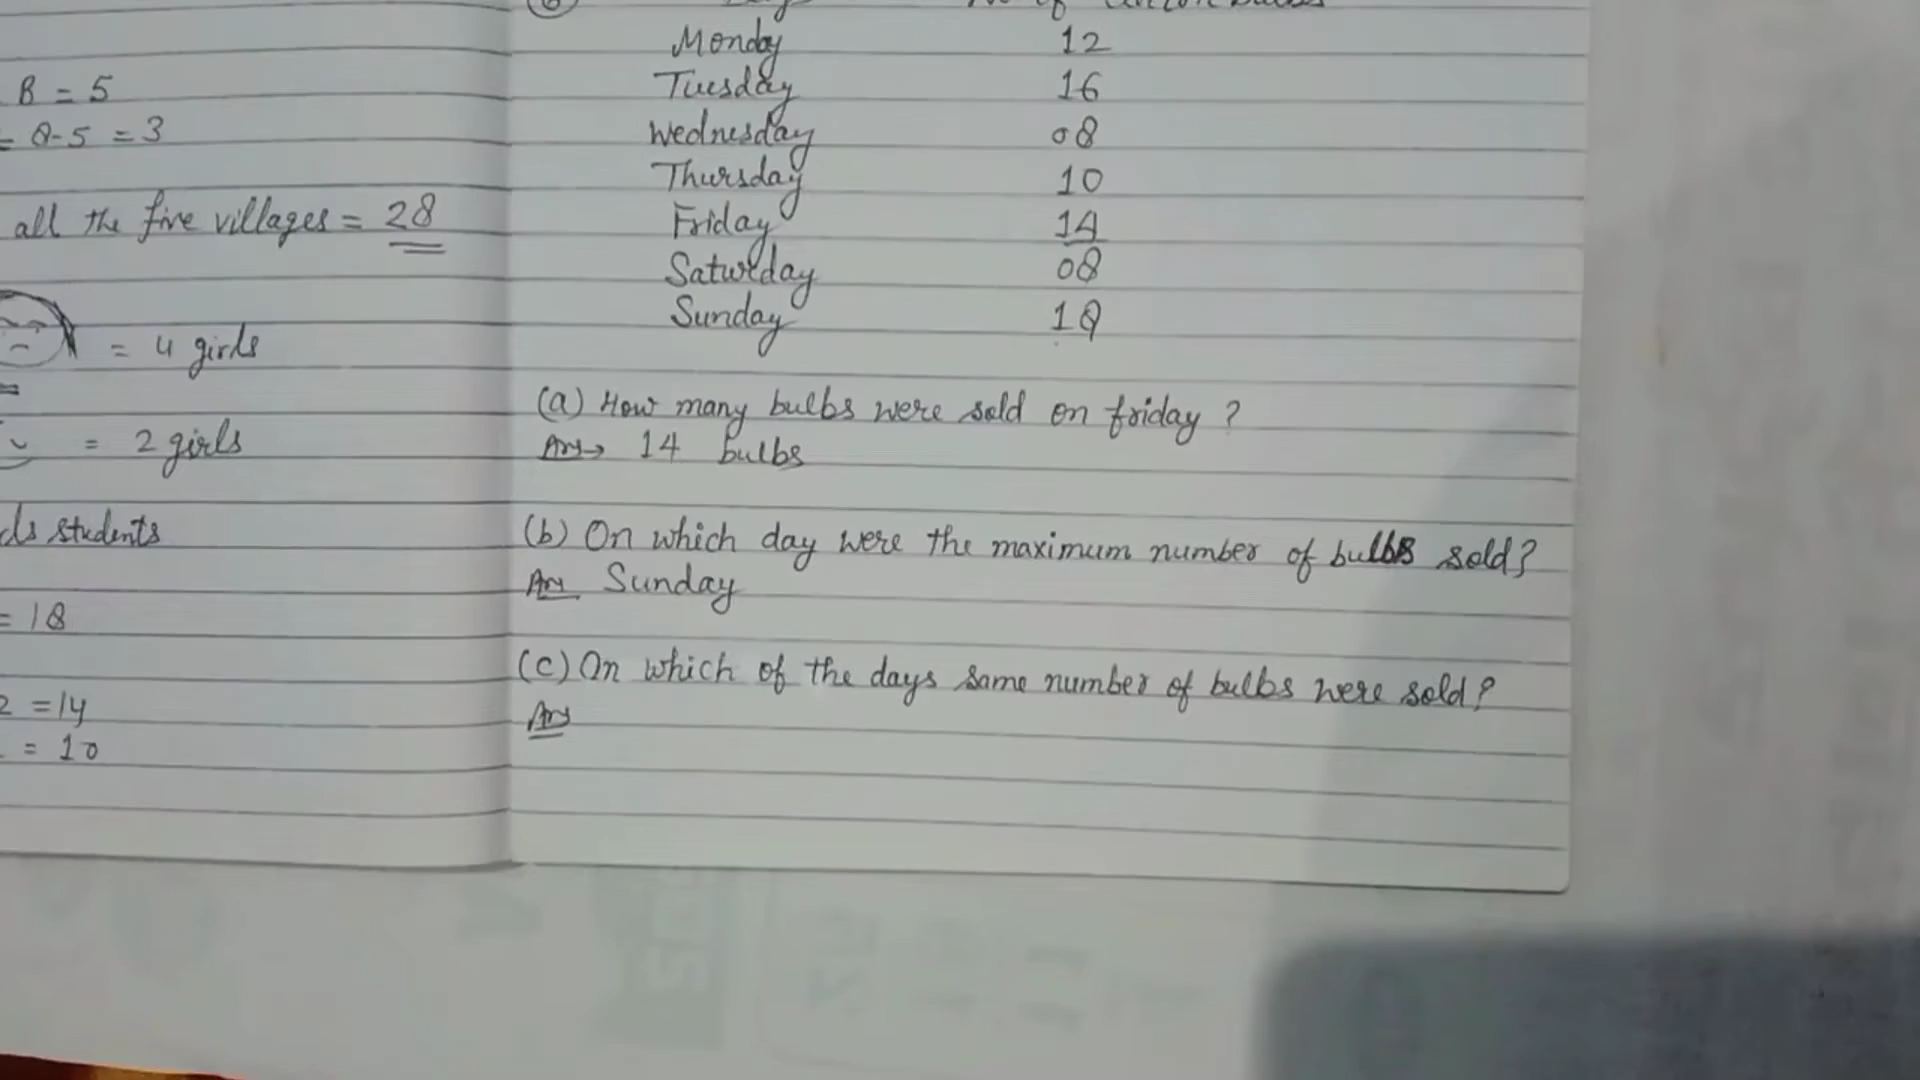 B = 5
= 8-5 = 3
all the five villages = 28
= 4 girls
= 2 girls
students
= 18
2 = 14
= 10
Monday 12
Tuesday 16
Wednesday 08
Thursday 10
Friday 14
Saturday 08
Sunday 18
(a) How many bulbs were sold on friday ?
Ans→ 14 bulbs
(b) On which day were the maximum number of bulbs sold?
Ans Sunday
(c) On which of the days same number of bulbs were sold?
Ans